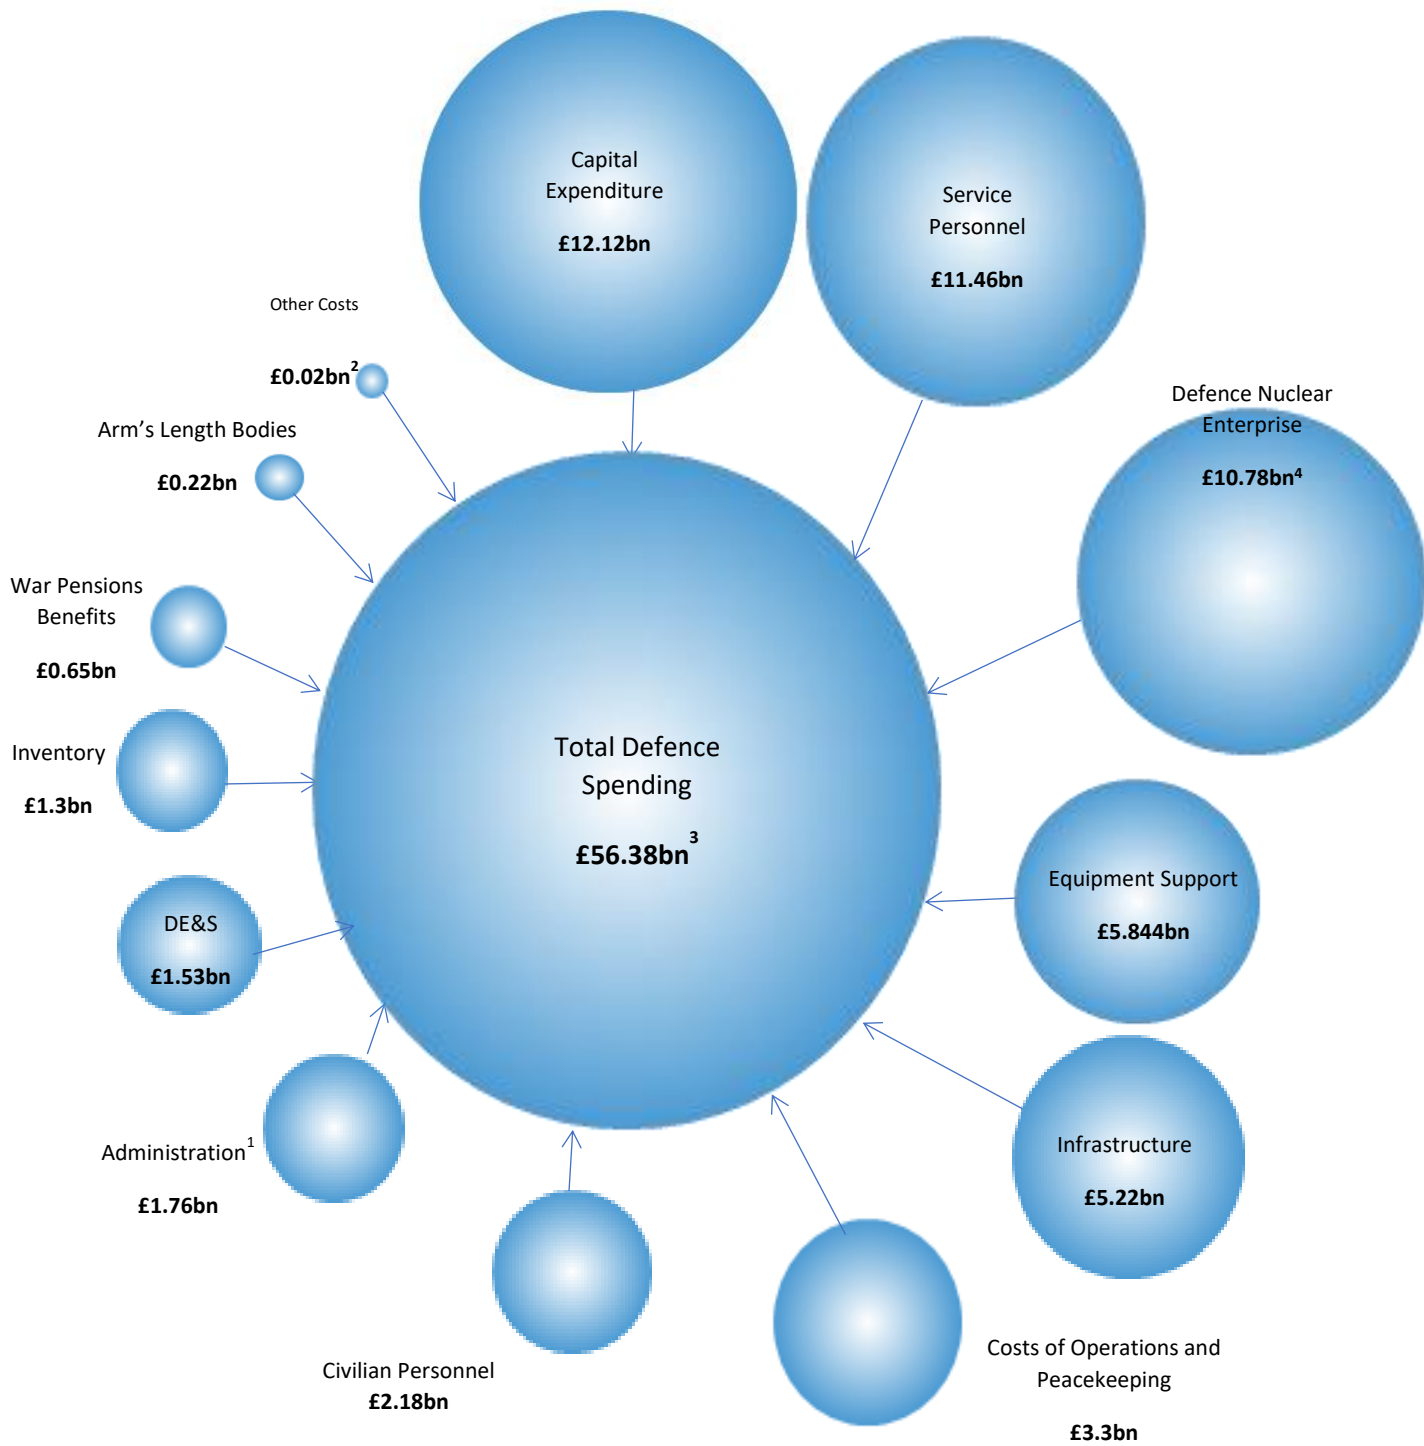 Capital
Expenditure
£12.12bn
Service
Personnel
£11.46bn
Other Costs
£0.02bn²
Defence Nuclear
Enterprise
£10.78bn⁴
Arm's Length Bodies
£0.22bn
War Pensions
Benefits
£0.65bn
Inventory
£1.3bn
Total Defence
Spending
£56.38bn³
Equipment Support
£5.844bn
DE&S
£1.53bn
Infrastructure
£5.22bn
Administration¹
£1.76bn
Civilian Personnel
£2.18bn
Costs of Operations and
Peacekeeping
£3.3bn